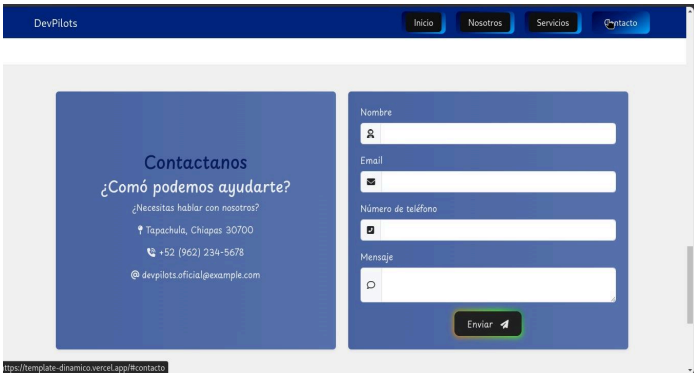 DevPilots
Inicio
Nosotros
Servicios
Contacto
Contactanos
¿Comó podemos ayudarte?
¿Necesitas hablar con nosotros?
Tapachula, Chiapas 30700
+52 (962) 234-5678
@ devpilots.oficial@example.com
Nombre
Email
Número de teléfono
Mensaje
Enviar
ttps://template-dinamico.vercel.app/#contacto